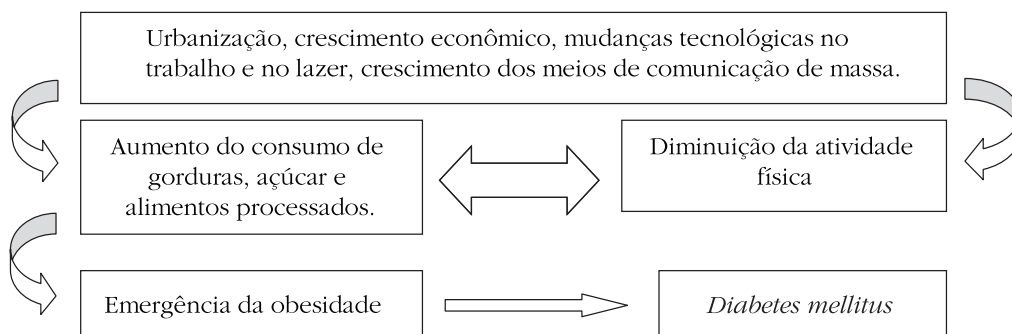 Urbanização, crescimento econômico, mudanças tecnológicas no
trabalho e no lazer, crescimento dos meios de comunicação de massa.
Aumento do consumo de
gorduras, açúcar e
alimentos processados.
Diminuição da atividade
física
Emergência da obesidade
Diabetes mellitus